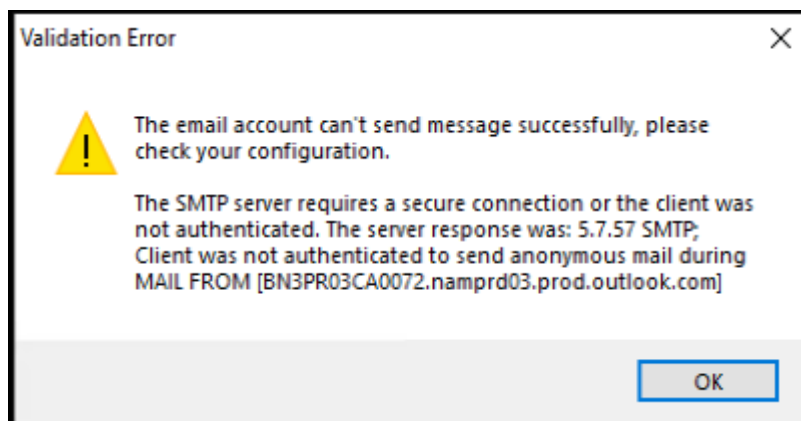 Validation Error
The email account can't send message successfully, please
check your configuration.
The SMTP server requires a secure connection or the client was
not authenticated. The server response was: 5.7.57 SMTP;
Client was not authenticated to send anonymous mail during
MAIL FROM [BN3PR03CA0072.namprd03.prod.outlook.com]
OK